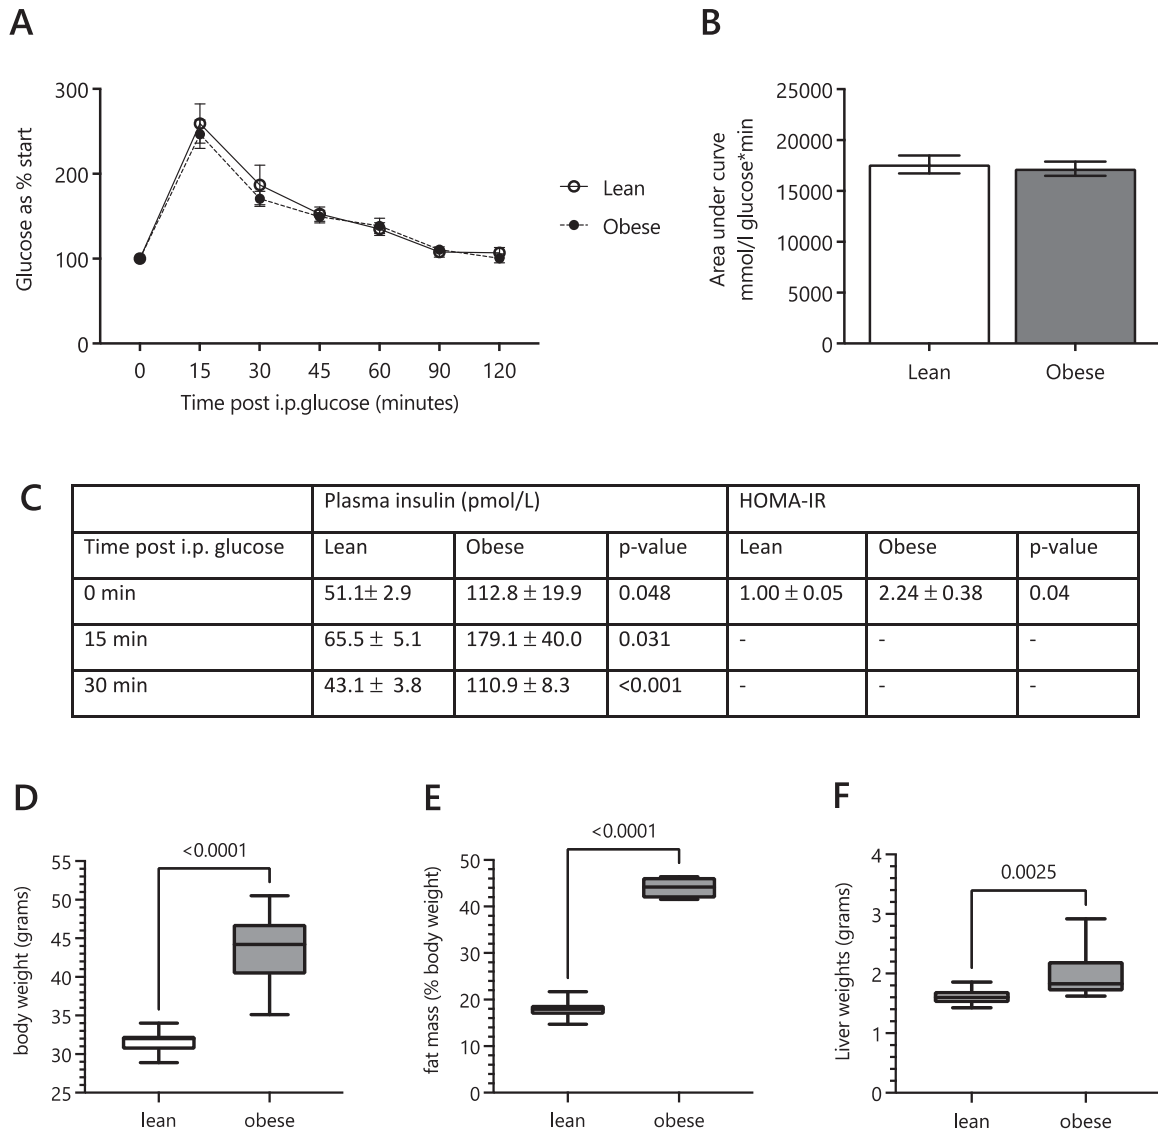 A
Glucose as % start
300
200
100
0
0 15 30 45 60 90 120
Time post i.p.glucose (minutes)
Lean
Obese
B
Area under curve
mmol/l glucose*min
25000
20000
15000
10000
5000
0
Lean Obese
C
Plasma insulin (pmol/L) HOMA-IR
Time post i.p. glucose Lean Obese p-value Lean Obese p-value
0 min 51.1± 2.9 112.8 ± 19.9 0.048 1.00 ± 0.05 2.24 ± 0.38 0.04
15 min 65.5 ± 5.1 179.1 ± 40.0 0.031 - - -
30 min 43.1 ± 3.8 110.9 ± 8.3 <0.001 - - -
D
body weight (grams)
<0.0001
55
50
45
40
35
30
25
lean obese
E
fat mass (% body weight)
<0.0001
50
40
30
20
10
0
lean obese
F
Liver weights (grams)
0.0025
4
3
2
1
0
lean obese